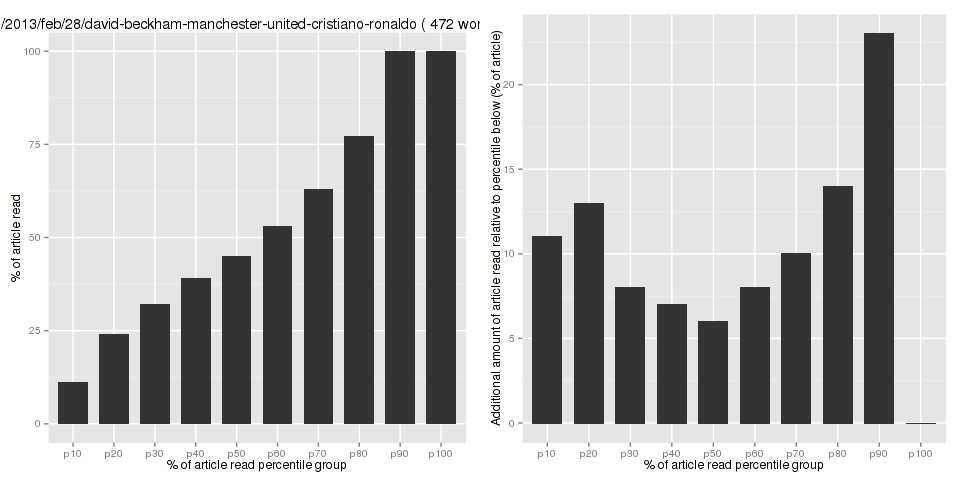 /2013/feb/28/david-beckham-manchester-united-cristiano-ronaldo ( 472 wor
% of article read
100
75
50
25
0
p10 p20 p30 p40 p50 p60 p70 p80 p90 p100
% of article read percentile group
Additional amount of article read relative to percentile below (% of article)
20
15
10
5
0
p10 p20 p30 p40 p50 p60 p70 p80 p90 p100
% of article read percentile group